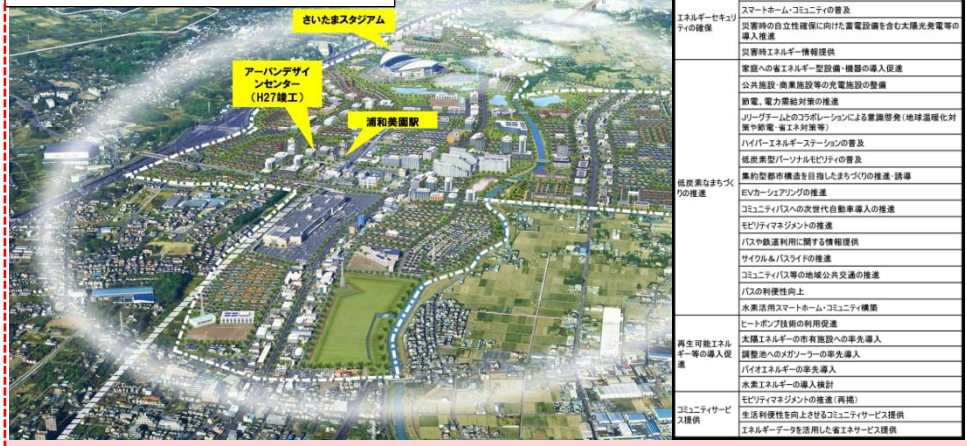 さいたまスタジアム
アーバンデザイ
ンセンター
（H27竣工）
浦和美園駅
エネルギーセキュリ
ティの確保
スマートホーム・コミュニティの普及
災害時の自立性確保に向けた蓄電設備を含む太陽光発電等の
導入推進
災害時エネルギー情報提供
低炭素なまちづく
りの推進
家庭への省エネルギー型設備・機器の導入促進
公共施設・商業施設等の充電施設の整備
節電、電力需給対策の推進
Jリーグチームとのコラボレーションによる意識啓発（地球温暖化対
策や節電・省エネ対策等）
ハイパーエネルギーステーションの普及
低炭素型パーソナルモビリティの普及
集約型都市構造を目指したまちづくりの推進・誘導
EVカーシェアリングの推進
コミュニティバスへの次世代自動車導入の推進
モビリティマネジメントの推進
バスや鉄道利用に関する情報提供
サイクル＆バスライドの推進
コミュニティバス等の地域公共交通の推進
バスの利便性向上
水素活用スマートホーム・コミュニティ構築
再生可能エネル
ギー等の導入促
進
ヒートポンプ技術の利用促進
太陽エネルギーの市有施設への率先導入
調整池へのメガソーラーの率先導入
バイオエネルギーの率先導入
水素エネルギーの導入検討
コミュニティサービ
ス提供
モビリティマネジメントの推進（再掲）
生活利便性を向上させるコミュニティサービス提供
エネルギーデータを活用した省エネサービス提供